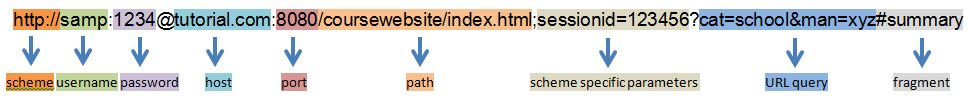 http://samp:1234@tutorial.com:8080/coursewebsite/index.html;sessionid=123456?cat=school&man=xyz#summary
scheme username password host port path scheme specific parameters URL query fragment